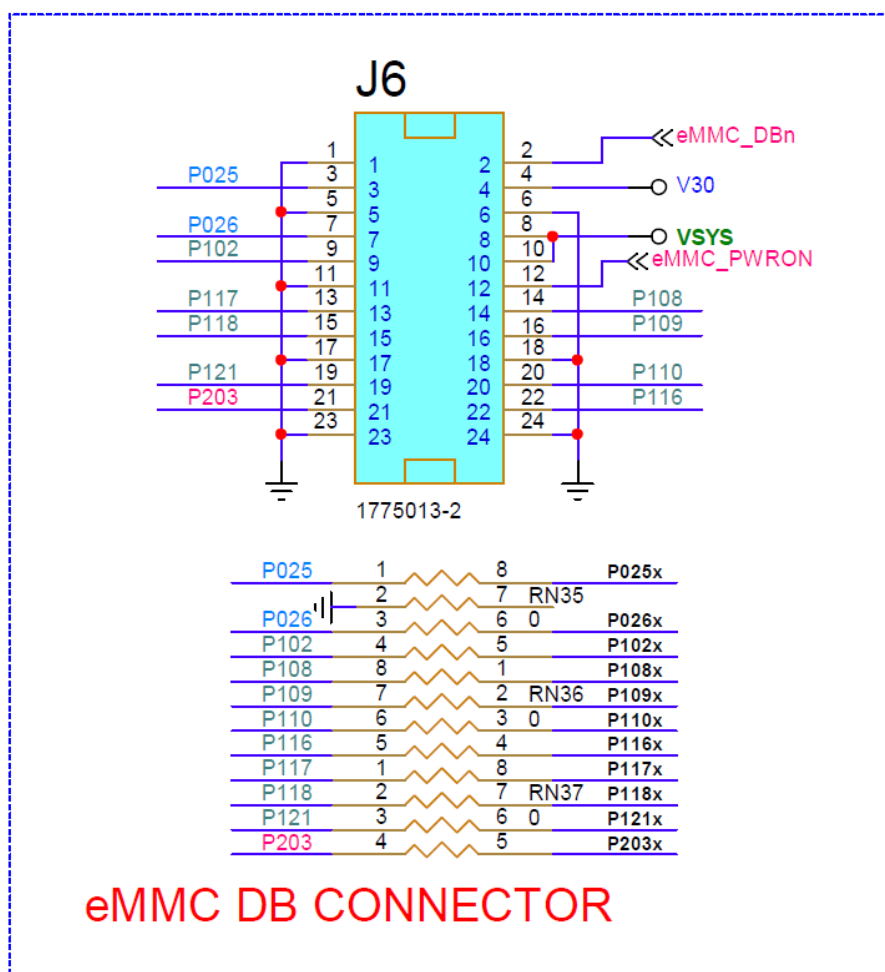 J6
1 1 2 2 eMMC_DBn
P025 3 3 4 4 V30
5 5 6 6
P026 7 7 8 8 VSYS
P102 9 9 10 10 eMMC_PWRON
11 11 12 12
P117 13 13 14 14 P108
P118 15 15 16 16 P109
17 17 18 18
P121 19 19 20 20 P110
P203 21 21 22 22 P116
23 23 24 24
1775013-2
P025 1 8 P025x
2 7 RN35
P026 3 6 0 P026x
P102 4 5 P102x
P108 8 1 P108x
P109 7 2 RN36 P109x
P110 6 3 0 P110x
P116 5 4 P116x
P117 1 8 P117x
P118 2 7 RN37 P118x
P121 3 6 0 P121x
P203 4 5 P203x
eMMC DB CONNECTOR